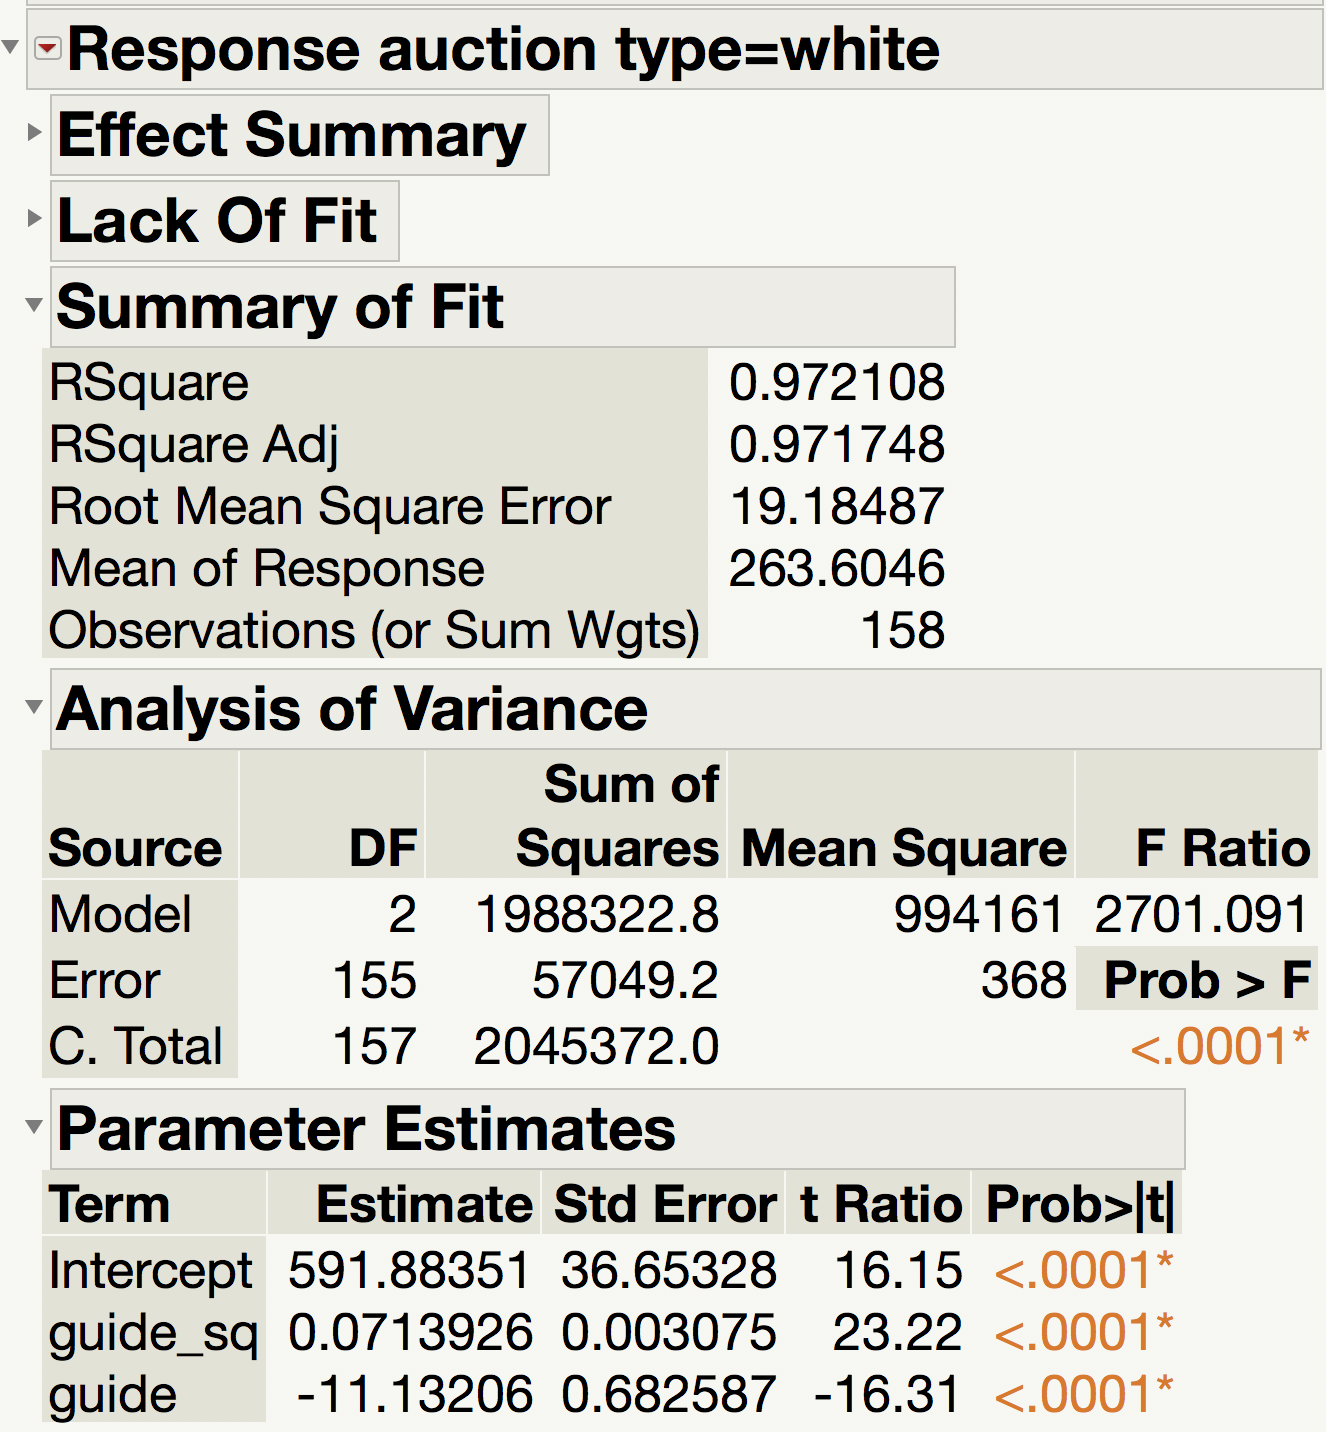 Response auction type=white
Effect Summary
Lack Of Fit
Summary of Fit
RSquare 0.972108
RSquare Adj 0.971748
Root Mean Square Error 19.18487
Mean of Response 263.6046
Observations (or Sum Wgts) 158
Analysis of Variance
Sum of
Source DF Squares Mean Square F Ratio
Model 2 1988322.8 994161 2701.091
Error 155 57049.2 368 Prob > F
C. Total 157 2045372.0 <.0001*
Parameter Estimates
Term Estimate Std Error t Ratio Prob>|t|
Intercept 591.88351 36.65328 16.15 <.0001*
guide_sq 0.0713926 0.003075 23.22 <.0001*
guide -11.13206 0.682587 -16.31 <.0001*